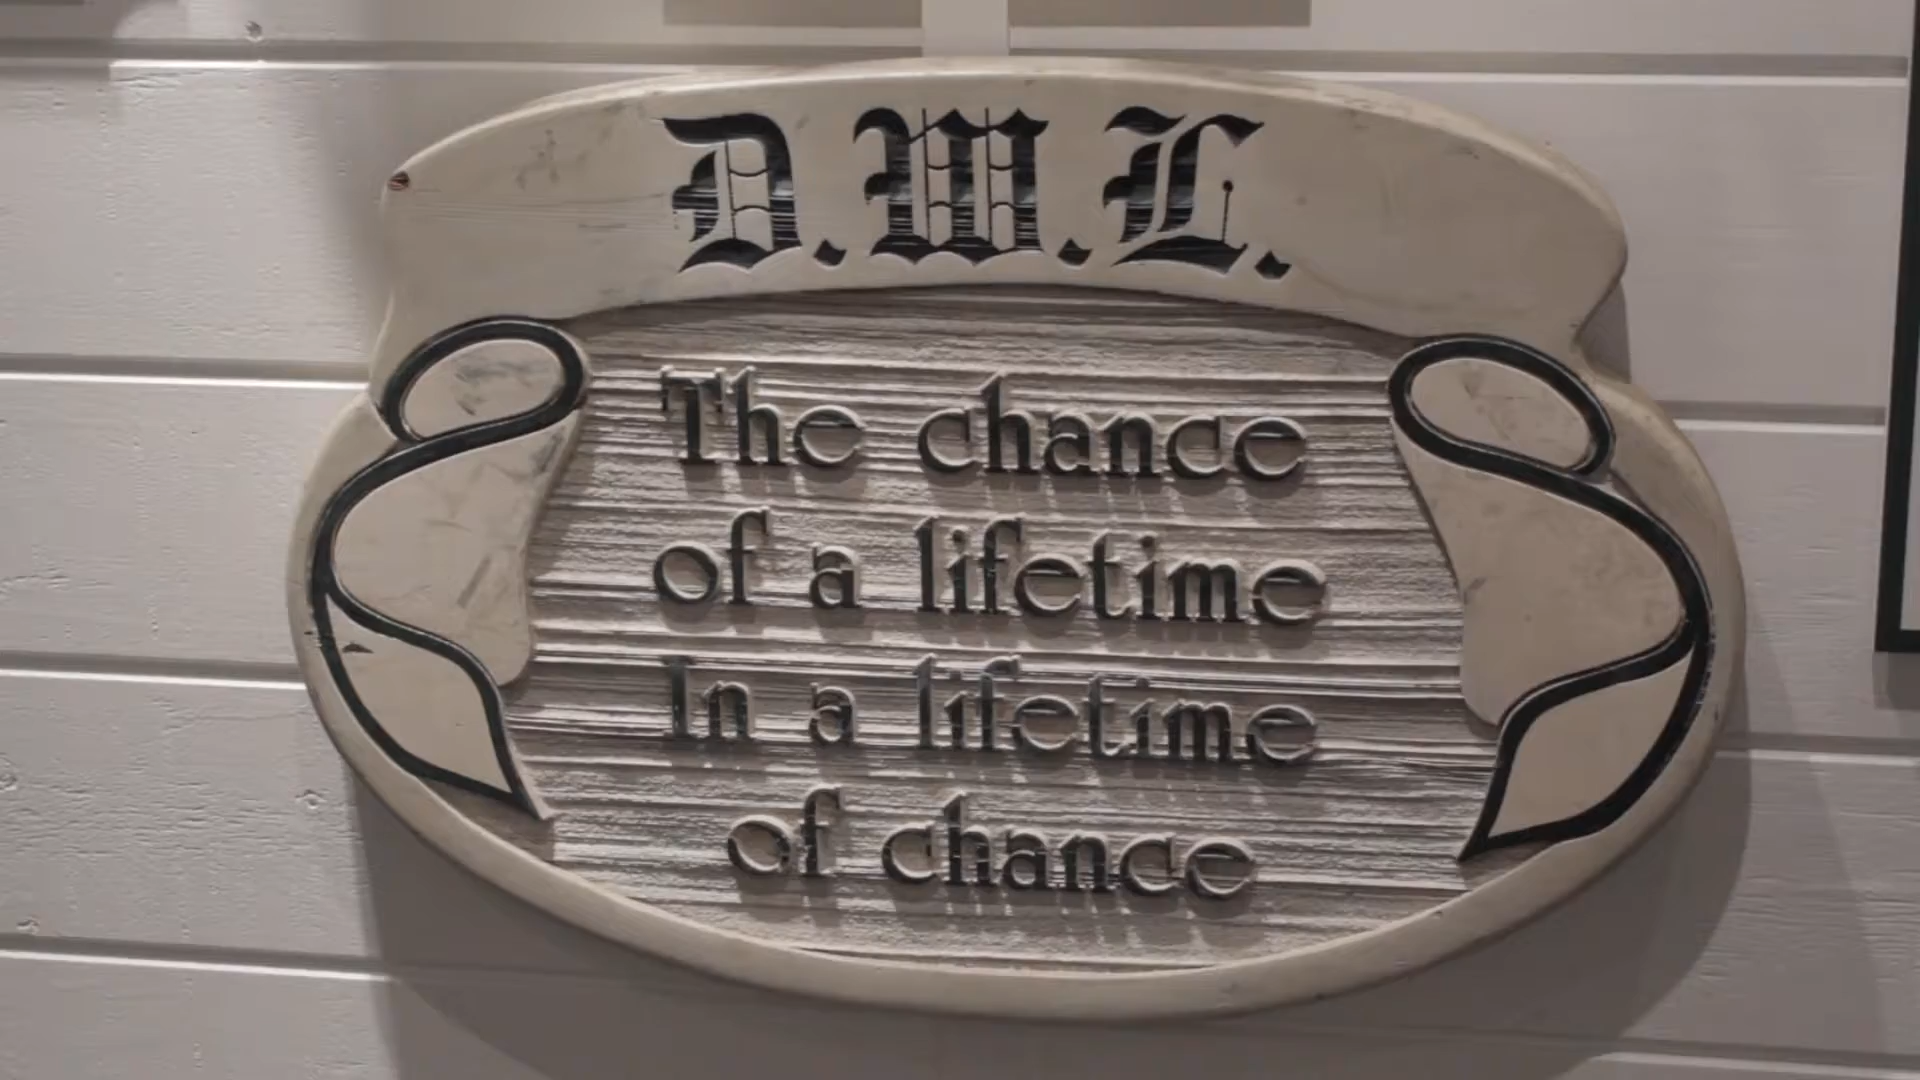 D.M.L.
The chance
of a lifetime
In a lifetime
of chance